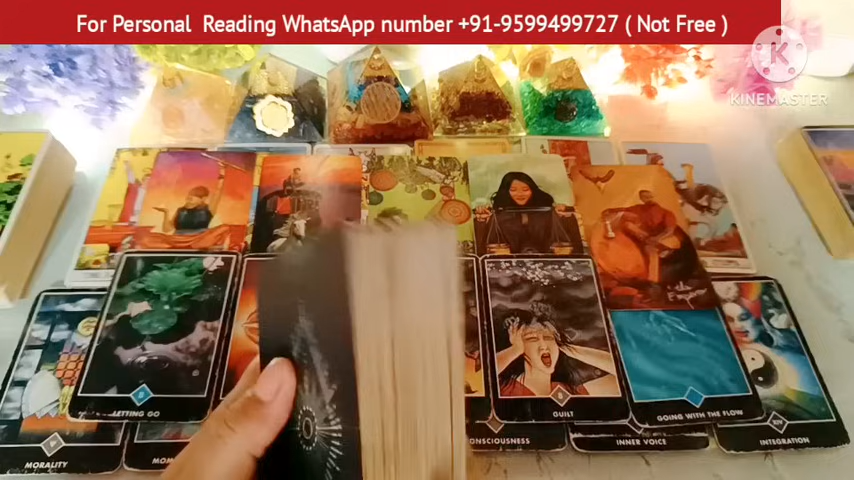 For Personal Reading WhatsApp number +91-9599499727 ( Not Free )
K
KINEMASTER
LETTING GO
GUILT
GOING WITH THE FLOW
MORALITY
INNER VOICE
XIV
INTEGRATION